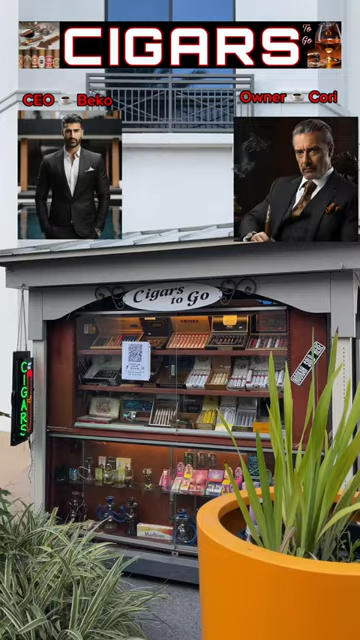 CIGARS To Go
CEO Beko
Owner Cori
Cigars
to Go
CIGARS